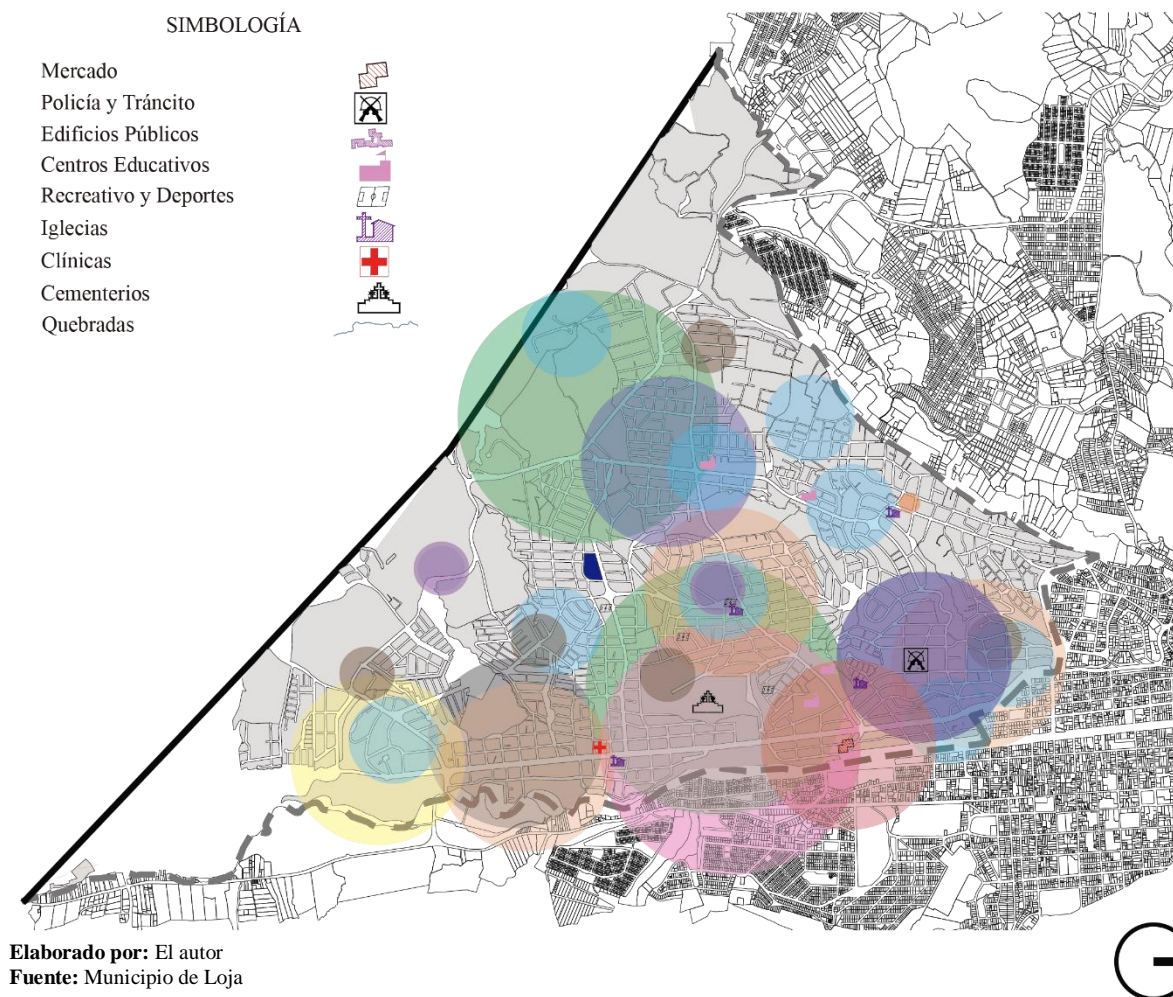 SIMBOLOGÍA
Mercado
Policía y Tránsito
Edificios Públicos
Centros Educativos
Recreativo y Deportes
Iglecias
Clínicas
Cementerios
Quebradas
Elaborado por: El autor
Fuente: Municipio de Loja